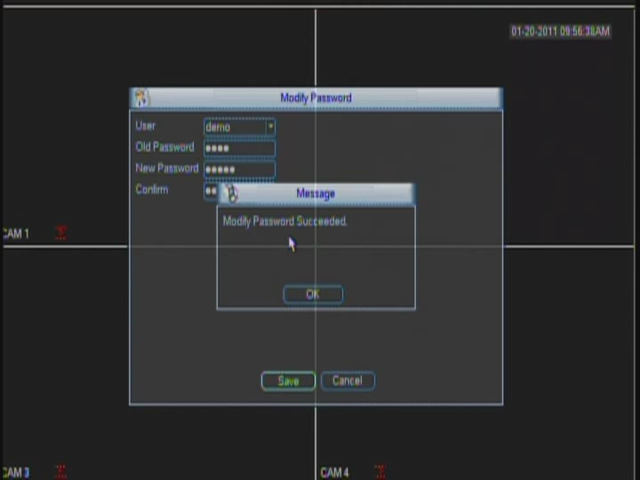 01-20-2011 09:56:38AM
Modify Password
User demo
Old Password ●●●●
New Password ●●●●●
Confirm ●●
Message
Modify Password Succeeded.
CAM 1
OK
Save Cancel
CAM 3
CAM 4